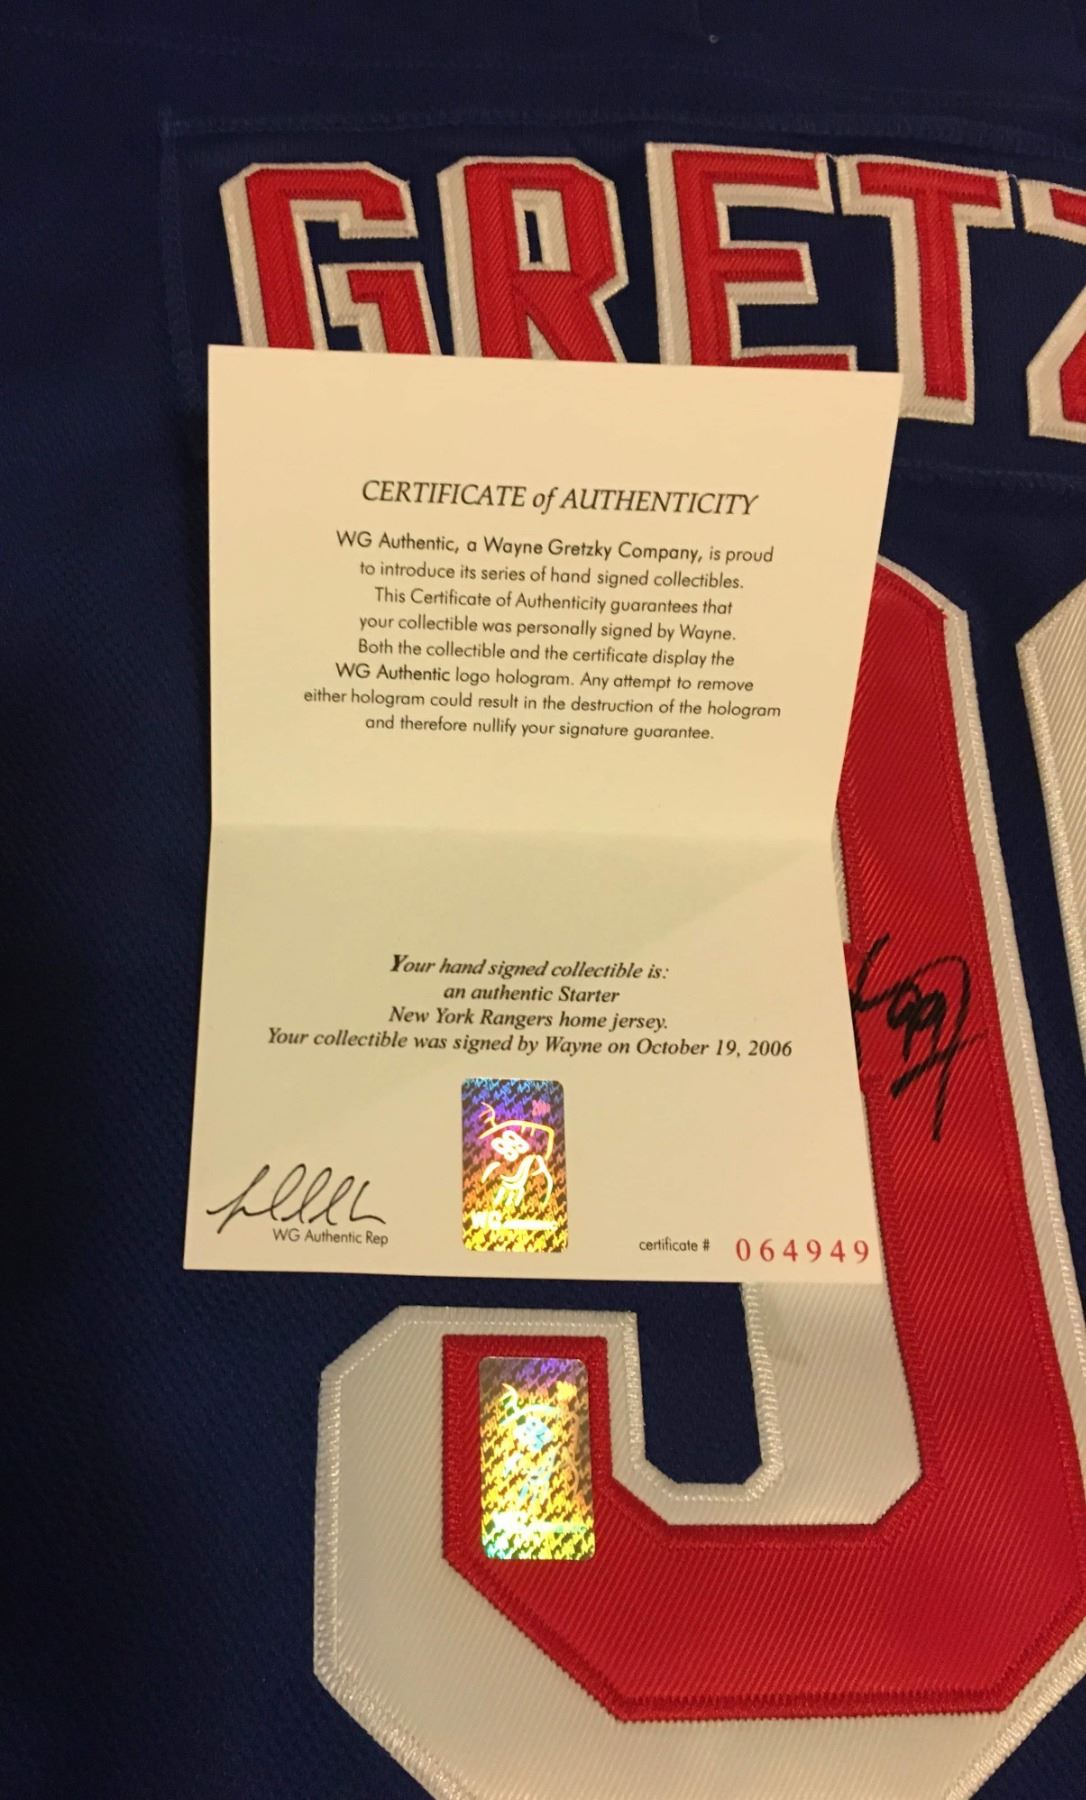 GRETZ
CERTIFICATE of AUTHENTICITY
WG Authentic, a Wayne Gretzky Company, is proud
to introduce its series of hand signed collectibles.
This Certificate of Authenticity guarantees that
your collectible was personally signed by Wayne.
Both the collectible and the certificate display the
WG Authentic logo hologram. Any attempt to remove
either hologram could result in the destruction of the hologram
and therefore nullify your signature guarantee.
Your hand signed collectible is:
an authentic Starter
New York Rangers home jersey.
Your collectible was signed by Wayne on October 19, 2006
WG
WG Authentic Rep
certificate # 064949
99
9